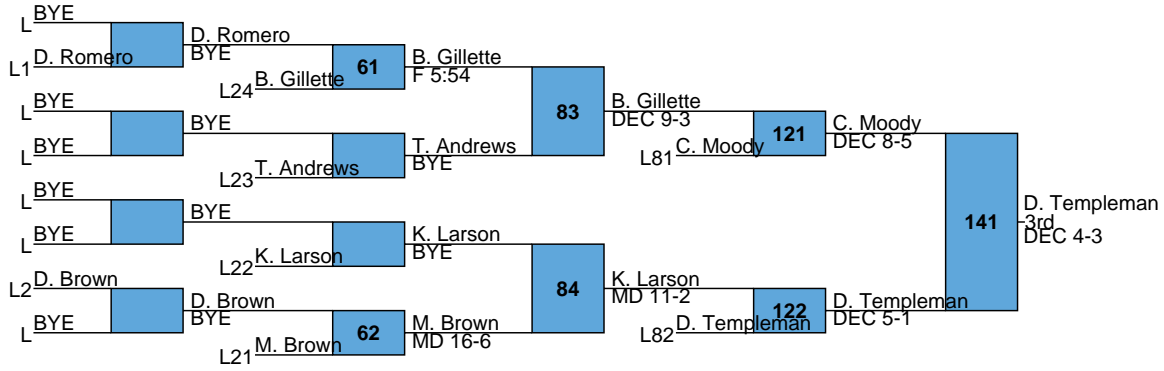 L BYE
L1 D. Romero
D. Romero
BYE
L24 B. Gillette
61
B. Gillette
F 5:54
L BYE
L BYE
BYE
L23 T. Andrews
T. Andrews
BYE
83
B. Gillette
DEC 9-3
L81 C. Moody
121
C. Moody
DEC 8-5
L BYE
L BYE
BYE
L22 K. Larson
K. Larson
BYE
L2 D. Brown
L BYE
D. Brown
BYE
L21 M. Brown
62
M. Brown
MD 16-6
84
K. Larson
MD 11-2
L82 D. Templeman
122
D. Templeman
DEC 5-1
141
D. Templeman
3rd
DEC 4-3